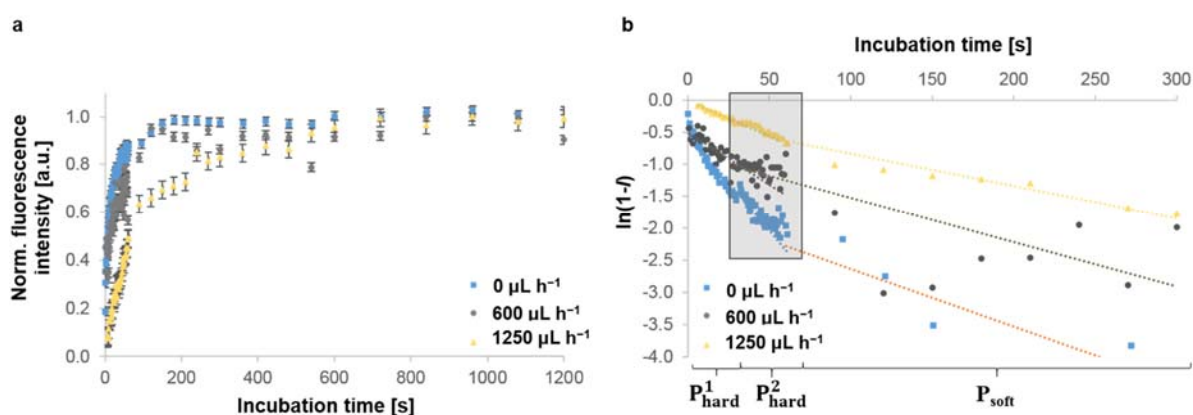 a
Norm. fluorescence
intensity [a.u.]
1.0
0.8
0.6
0.4
0.2
0.0
0 200 400 600 800 1000 1200
Incubation time [s]
0 µL h⁻¹
600 µL h⁻¹
1250 µL h⁻¹
b
Incubation time [s]
0 50 100 150 200 250 300
ln(1-I)
0.0
-0.5
-1.0
-1.5
-2.0
-2.5
-3.0
-3.5
-4.0
0 µL h⁻¹
600 µL h⁻¹
1250 µL h⁻¹
P¹hard P²hard Psoft